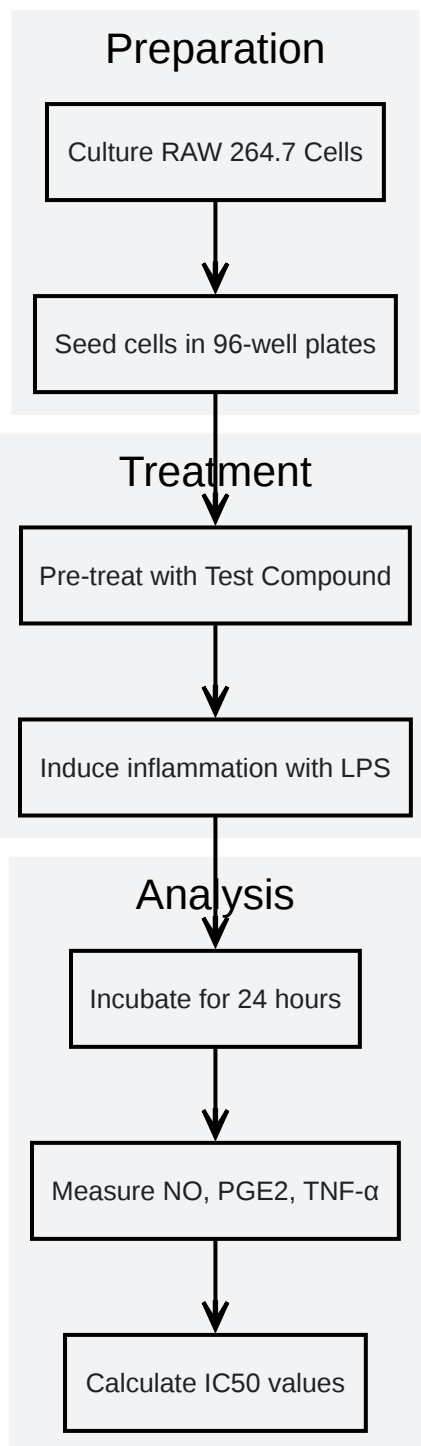 Preparation
Culture RAW 264.7 Cells
Seed cells in 96-well plates
Treatment
Pre-treat with Test Compound
Induce inflammation with LPS
Analysis
Incubate for 24 hours
Measure NO, PGE2, TNF-α
Calculate IC50 values